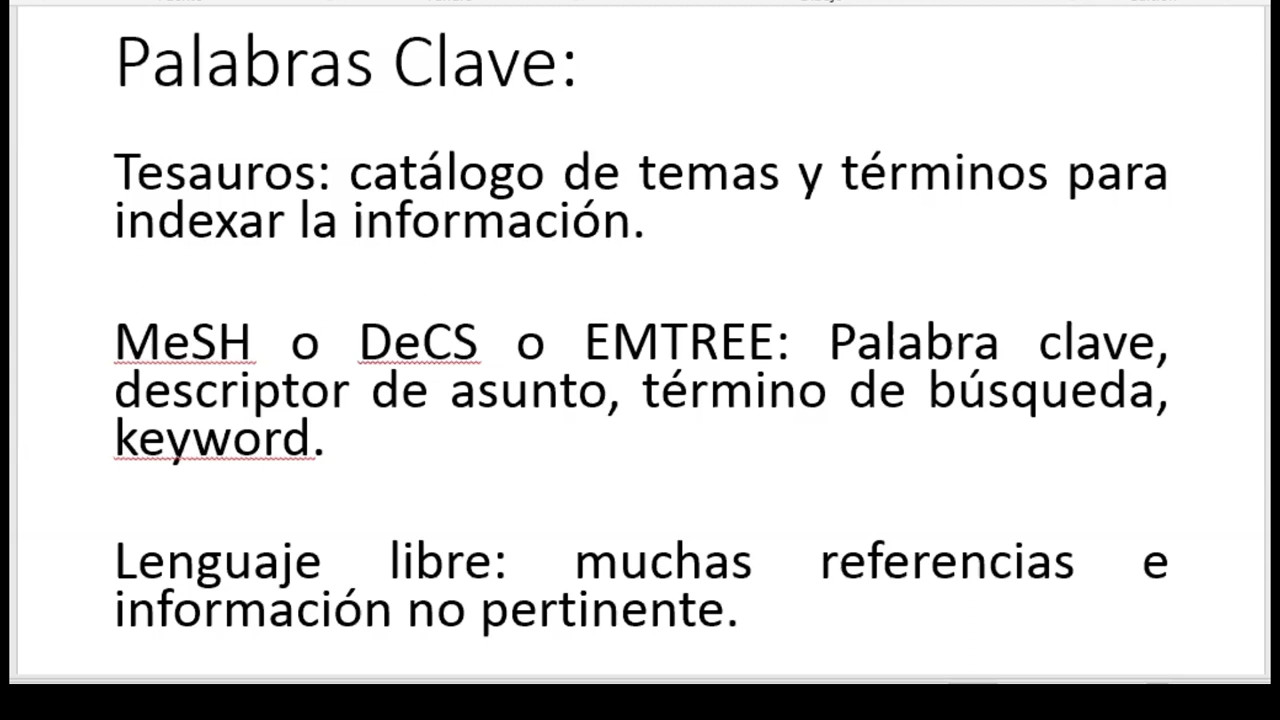 Palabras Clave:
Tesauros: catálogo de temas y términos para
indexar la información.
MeSH o DeCS o EMTREE: Palabra clave,
descriptor de asunto, término de búsqueda,
keyword.
Lenguaje libre: muchas referencias e
información no pertinente.